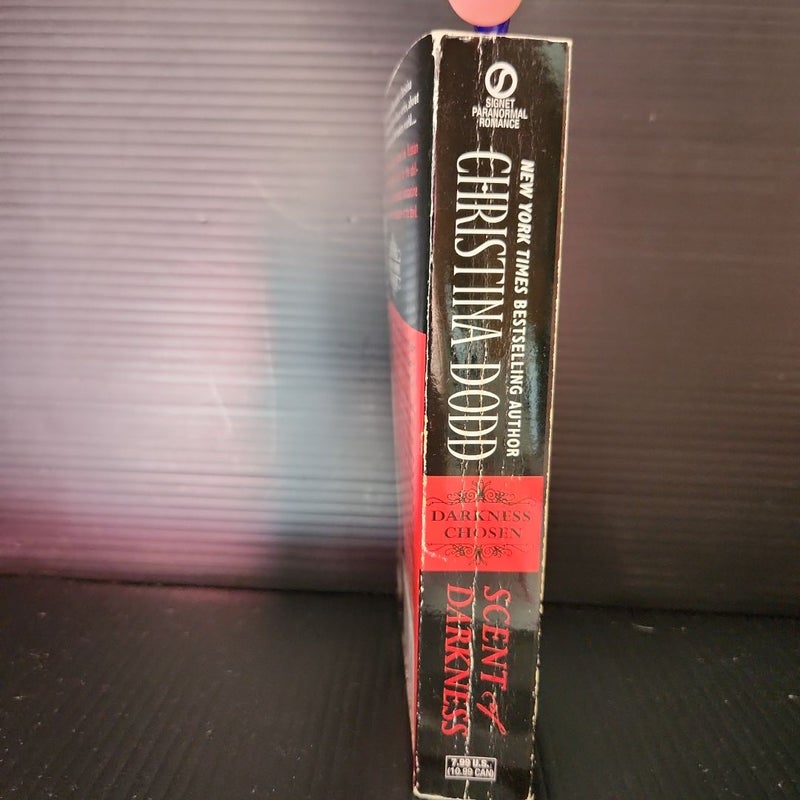 SIGNET
PARANORMAL
ROMANCE
NEW YORK TIMES BESTSELLING AUTHOR
CHRISTINA DODD
DARKNESS
CHOSEN
SCENT of
DARKNESS
7.99 U.S.
(10.99 CAN)